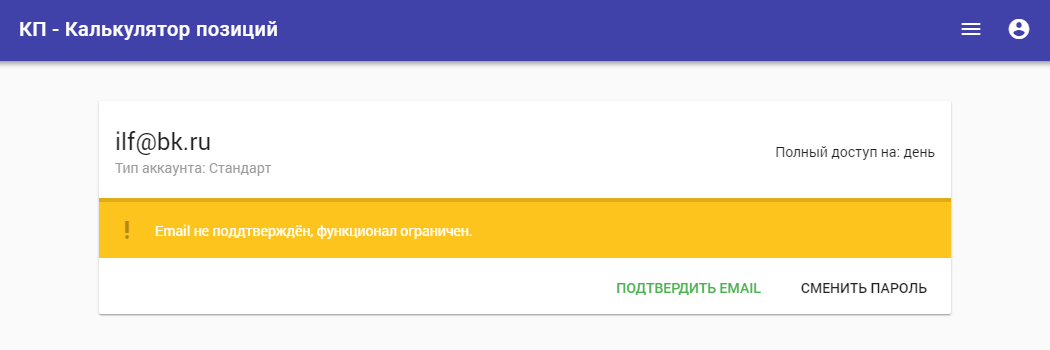 КП - Калькулятор позиций
ilf@bk.ru
Тип аккаунта: Стандарт
Полный доступ на: день
Email не поддтверждён, функционал ограничен.
ПОДТВЕРДИТЬ EMAIL
СМЕНИТЬ ПАРОЛЬ